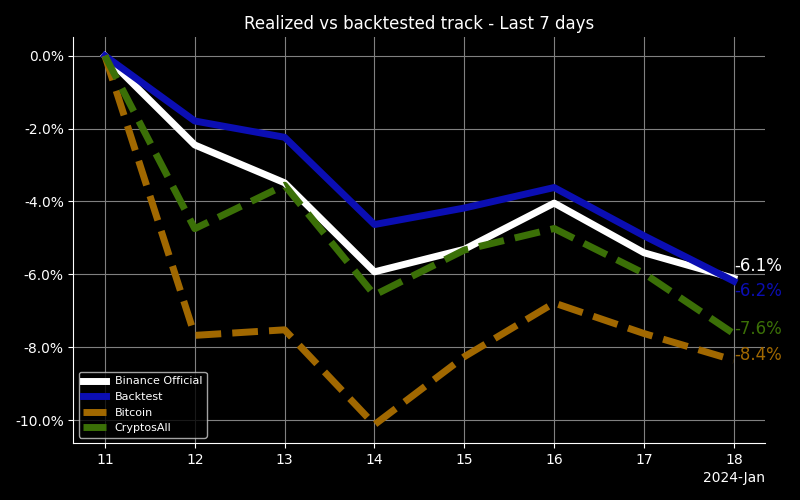 Realized vs backtested track - Last 7 days
0.0%
-2.0%
-4.0%
-6.0%
-8.0%
-10.0%
-6.1%
-6.2%
-7.6%
-8.4%
Binance Official
Backtest
Bitcoin
CryptosAll
11 12 13 14 15 16 17 18
2024-Jan